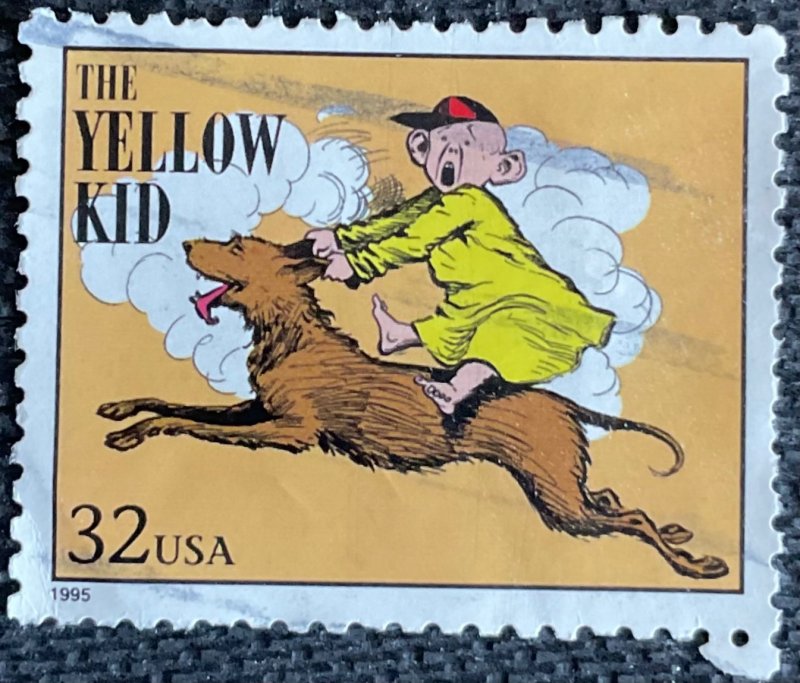 THE
YELLOW
KID
32USA
1995